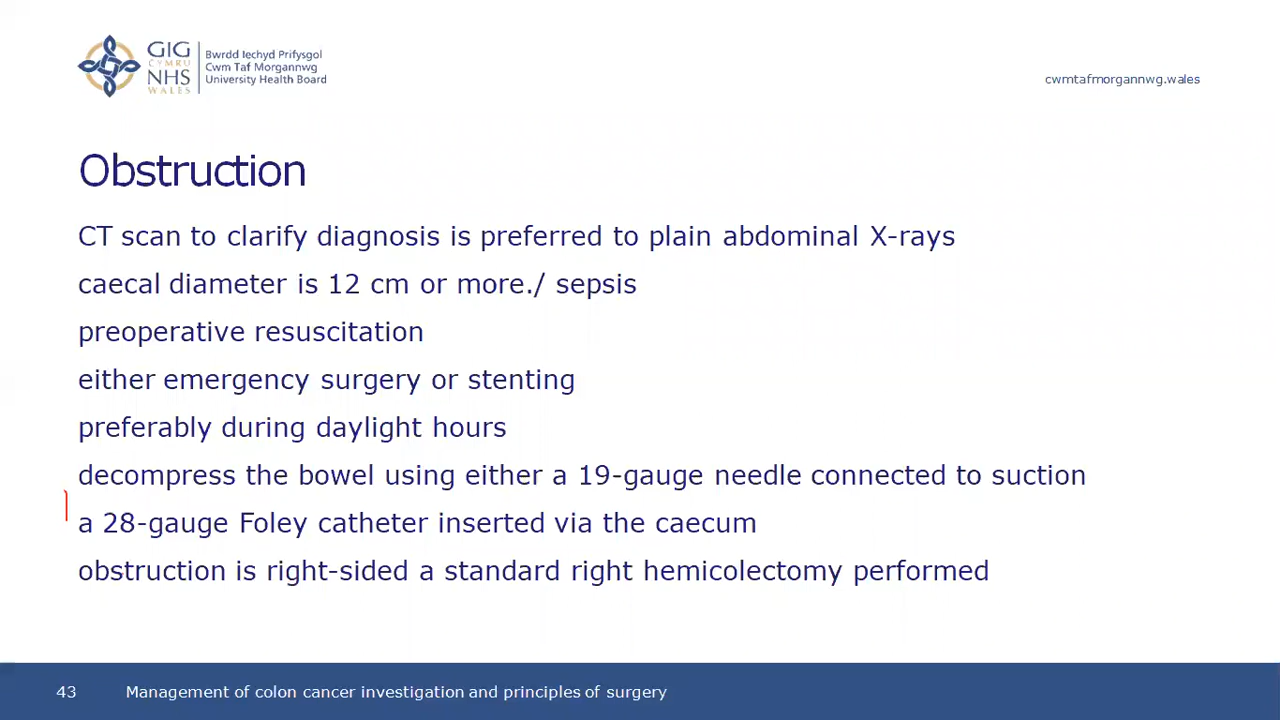 GIG
CYMRU
NHS
WALES
Bwrdd Iechyd Prifysgol
Cwm Taf Morgannwg
University Health Board
cwmtafmorgannwg.wales
Obstruction
CT scan to clarify diagnosis is preferred to plain abdominal X-rays
caecal diameter is 12 cm or more./ sepsis
preoperative resuscitation
either emergency surgery or stenting
preferably during daylight hours
decompress the bowel using either a 19-gauge needle connected to suction
a 28-gauge Foley catheter inserted via the caecum
obstruction is right-sided a standard right hemicolectomy performed
43 Management of colon cancer investigation and principles of surgery